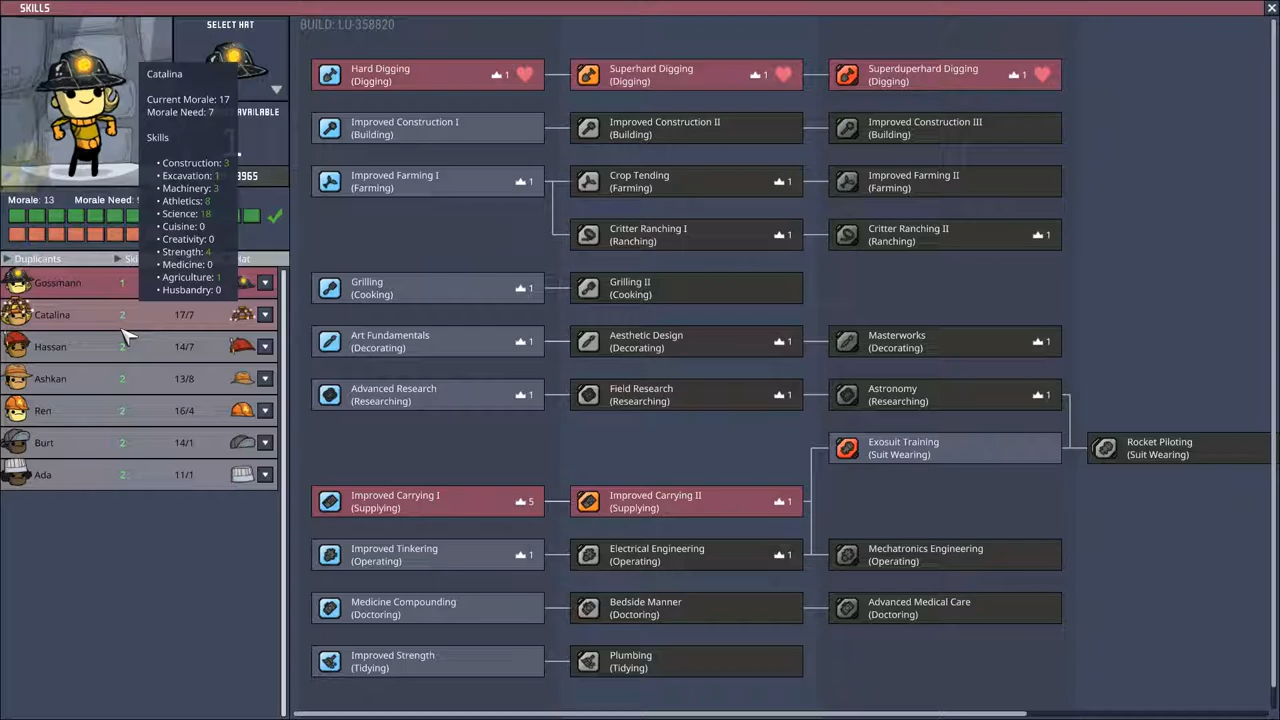 SKILLS
SELECT HAT
BUILD: LU-358820
Catalina
Current Morale: 17
Morale Need: 7
Skills
• Construction: 3
• Excavation: 1
• Machinery: 3
• Athletics: 8
• Science: 18
• Cuisine: 0
• Creativity: 0
• Strength: 4
• Medicine: 0
• Agriculture: 1
• Husbandry: 0
Morale: 13
Morale Need:
Duplicants
Gossmann 1
Catalina 2 17/7
Hassan 2 14/7
Ashkan 2 13/8
Ren 2 16/4
Burt 2 14/1
Ada 2 11/1
Hard Digging
(Digging)
1
Superhard Digging
(Digging)
1
Superduperhard Digging
(Digging)
1
Improved Construction I
(Building)
Improved Construction II
(Building)
Improved Construction III
(Building)
Improved Farming I
(Farming)
1
Crop Tending
(Farming)
1
Improved Farming II
(Farming)
Critter Ranching I
(Ranching)
1
Critter Ranching II
(Ranching)
1
Grilling
(Cooking)
1
Grilling II
(Cooking)
Art Fundamentals
(Decorating)
1
Aesthetic Design
(Decorating)
1
Masterworks
(Decorating)
1
Advanced Research
(Researching)
1
Field Research
(Researching)
1
Astronomy
(Researching)
1
Exosuit Training
(Suit Wearing)
Rocket Piloting
(Suit Wearing)
Improved Carrying I
(Supplying)
5
Improved Carrying II
(Supplying)
1
Improved Tinkering
(Operating)
1
Electrical Engineering
(Operating)
1
Mechatronics Engineering
(Operating)
Medicine Compounding
(Doctoring)
Bedside Manner
(Doctoring)
Advanced Medical Care
(Doctoring)
Improved Strength
(Tidying)
Plumbing
(Tidying)